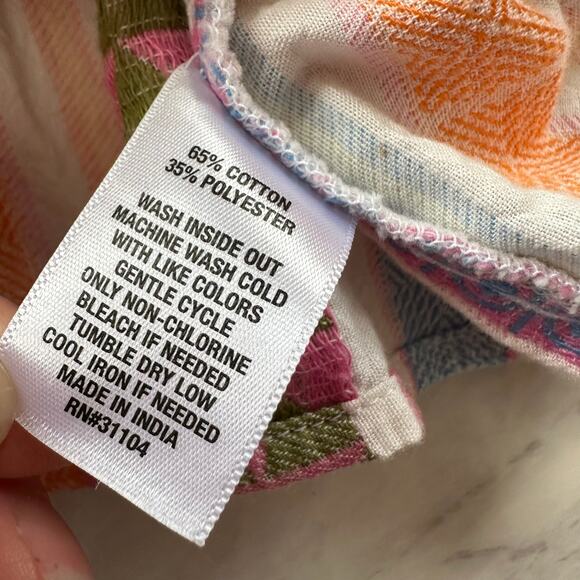 65% COTTON
35% POLYESTER
WASH INSIDE OUT
MACHINE WASH COLD
WITH LIKE COLORS
GENTLE CYCLE
ONLY NON-CHLORINE
BLEACH IF NEEDED
TUMBLE DRY LOW
COOL IRON IF NEEDED
MADE IN INDIA
RN#31104